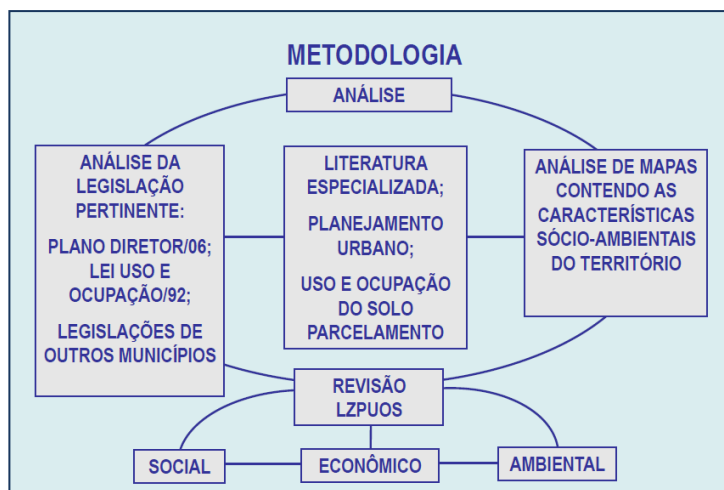 METODOLOGIA
ANÁLISE
ANÁLISE DA
LEGISLAÇÃO
PERTINENTE:
PLANO DIRETOR/06;
LEI USO E
OCUPAÇÃO/92;
LEGISLAÇÕES DE
OUTROS MUNICÍPIOS
LITERATURA
ESPECIALIZADA;
PLANEJAMENTO
URBANO;
USO E OCUPAÇÃO
DO SOLO
PARCELAMENTO
ANÁLISE DE MAPAS
CONTENDO AS
CARACTERÍSTICAS
SÓCIO-AMBIENTAIS
DO TERRITÓRIO
REVISÃO
LZPUOS
SOCIAL
ECONÔMICO
AMBIENTAL